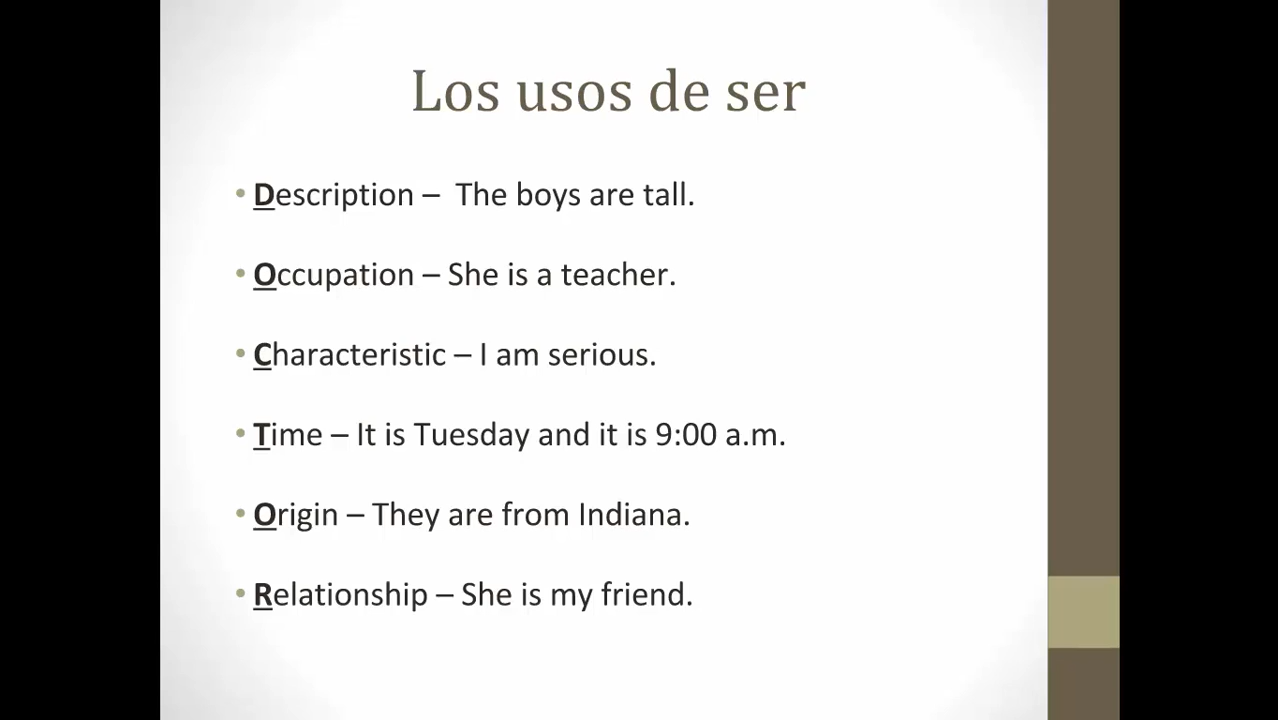 Los usos de ser
• Description – The boys are tall.
• Occupation – She is a teacher.
• Characteristic – I am serious.
• Time – It is Tuesday and it is 9:00 a.m.
• Origin – They are from Indiana.
• Relationship – She is my friend.